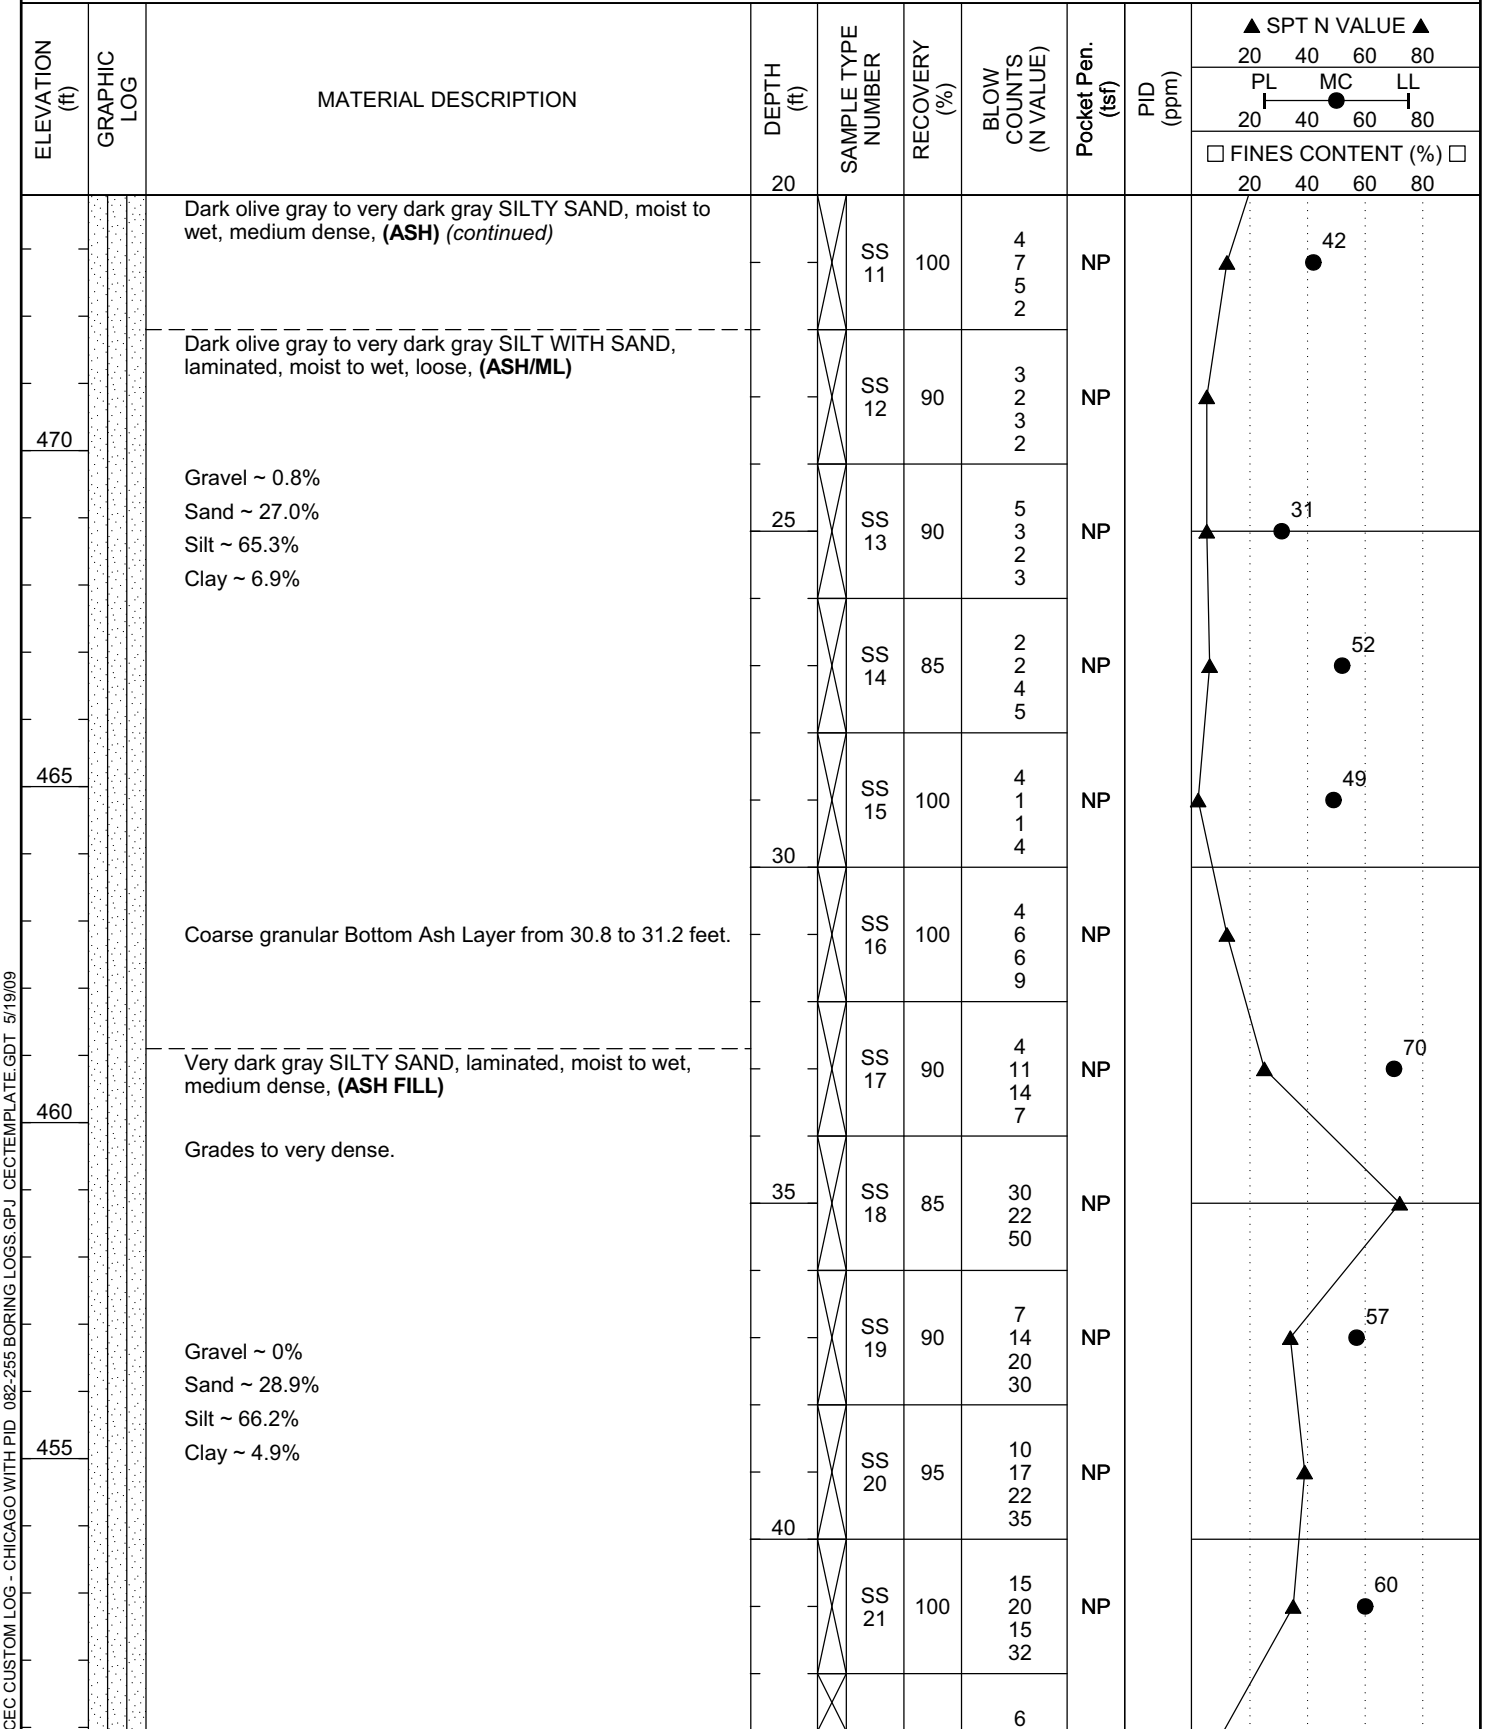 ELEVATION (ft)
GRAPHIC LOG
MATERIAL DESCRIPTION
DEPTH (ft)
SAMPLE TYPE NUMBER
RECOVERY (%)
BLOW COUNTS (N VALUE)
Pocket Pen. (tsf)
PID (ppm)
▲ SPT N VALUE ▲
20 40 60 80
PL MC LL
20 40 60 80
□ FINES CONTENT (%) □
20 40 60 80
20
Dark olive gray to very dark gray SILTY SAND, moist to
wet, medium dense, (ASH) (continued)
SS 11 100 4 7 5 2 NP 42
Dark olive gray to very dark gray SILT WITH SAND,
laminated, moist to wet, loose, (ASH/ML)
SS 12 90 3 2 3 2 NP
470
Gravel ~ 0.8%
Sand ~ 27.0%
Silt ~ 65.3%
Clay ~ 6.9%
25
SS 13 90 5 3 2 3 NP 31
SS 14 85 2 2 4 5 NP 52
465
SS 15 100 4 1 1 4 NP 49
30
Coarse granular Bottom Ash Layer from 30.8 to 31.2 feet.
SS 16 100 4 6 6 9 NP
Very dark gray SILTY SAND, laminated, moist to wet,
medium dense, (ASH FILL)
SS 17 90 4 11 14 7 NP 70
460
Grades to very dense.
35
SS 18 85 30 22 50 NP
SS 19 90 7 14 20 30 NP 57
Gravel ~ 0%
Sand ~ 28.9%
Silt ~ 66.2%
Clay ~ 4.9%
455
SS 20 95 10 17 22 35 NP
40
SS 21 100 15 20 15 32 NP 60
6
CEC CUSTOM LOG - CHICAGO WITH PID 082-255 BORING LOGS.GPJ CECTEMPLATE.GDT 5/19/09